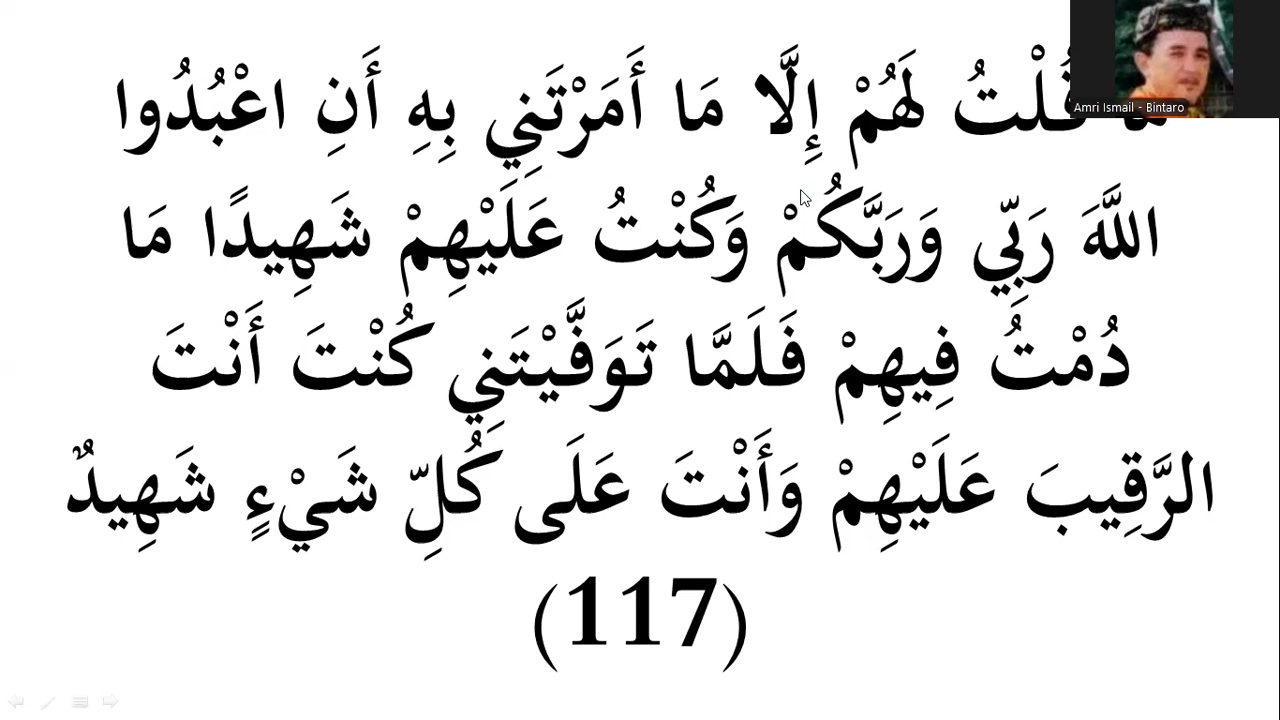 Amri Ismail - Bintaro
قُلْتُ لَهُمْ إِلَّا مَا أَمَرْتَنِي بِهِ أَنِ اعْبُدُوا
اللَّهَ رَبِّي وَرَبَّكُمْ وَكُنْتُ عَلَيْهِمْ شَهِيدًا مَا
دُمْتُ فِيهِمْ فَلَمَّا تَوَفَّيْتَنِي كُنْتَ أَنْتَ
الرَّقِيبَ عَلَيْهِمْ وَأَنْتَ عَلَى كُلِّ شَيْءٍ شَهِيدٌ
(117)